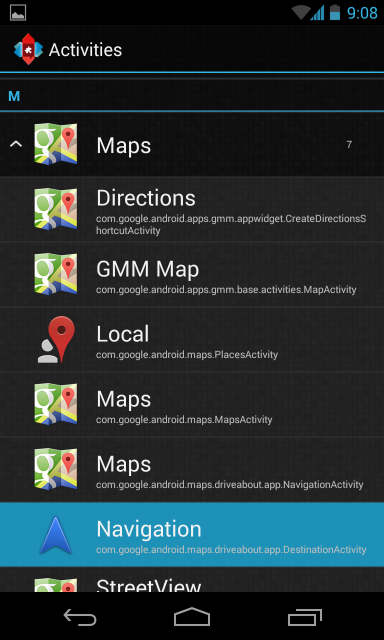 9:08
Activities
M
Maps 7
Directions
com.google.android.apps.gmm.appwidget.CreateDirectionsS
hortcutActivity
GMM Map
com.google.android.apps.gmm.base.activities.MapActivity
Local
com.google.android.maps.PlacesActivity
Maps
com.google.android.maps.MapsActivity
Maps
com.google.android.maps.driveabout.app.NavigationActivity
Navigation
com.google.android.maps.driveabout.app.DestinationActivity
StreetView